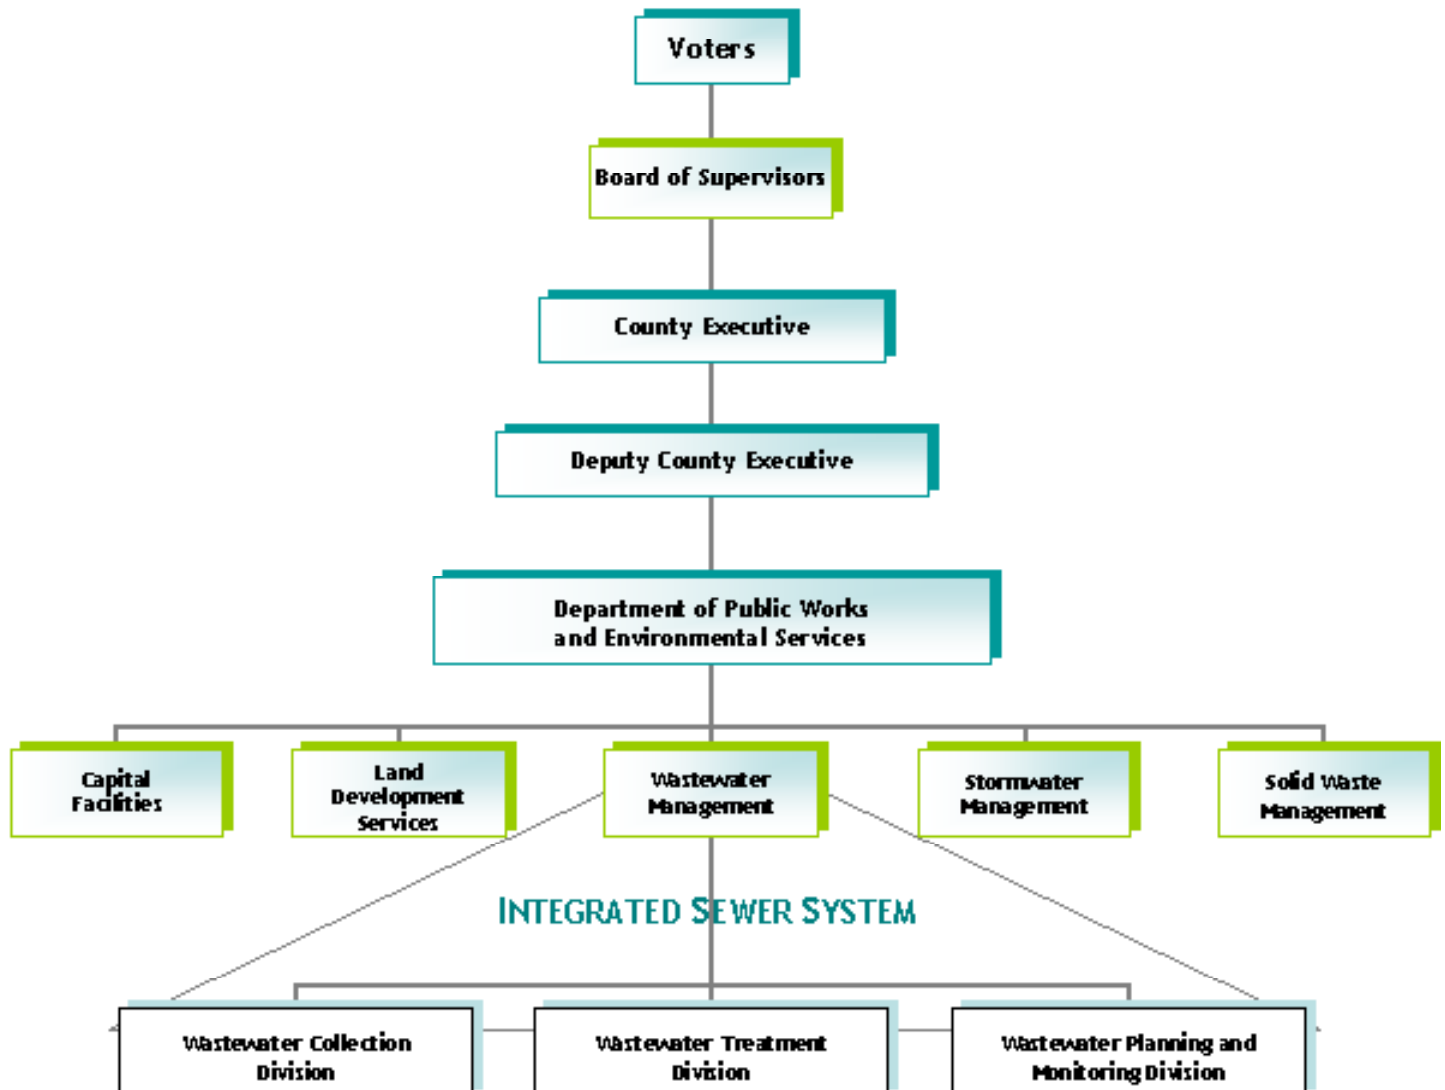 Voters
Board of Supervisors
County Executive
Deputy County Executive
Department of Public Works
and Environmental Services
Capital
Facilities
Land
Development
Services
Wastewater
Management
Stormwater
Management
Solid Waste
Management
INTEGRATED SEWER SYSTEM
Wastewater Collection
Division
Wastewater Treatment
Division
Wastewater Planning and
Monitoring Division